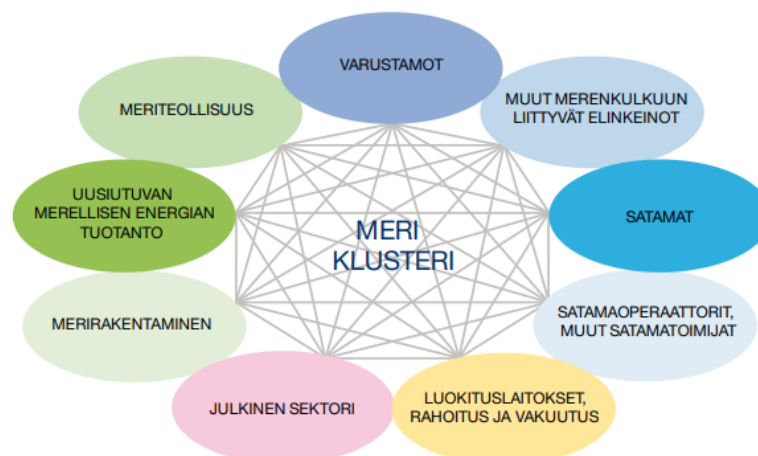 VARUSTAMOT
MERITEOLLISUUS
MUUT MERENKULKUUN
LIITTYVÄT ELINKEINOT
UUSIUTUVAN
MERELLISEN ENERGIAN
TUOTANTO
MERI
KLUSTERI
SATAMAT
MERIRAKENTAMINEN
SATAMAOPERAATTORIT,
MUUT SATAMATOIMIJAT
JULKINEN SEKTORI
LUOKITUSLAITOKSET,
RAHOITUS JA VAKUUTUS